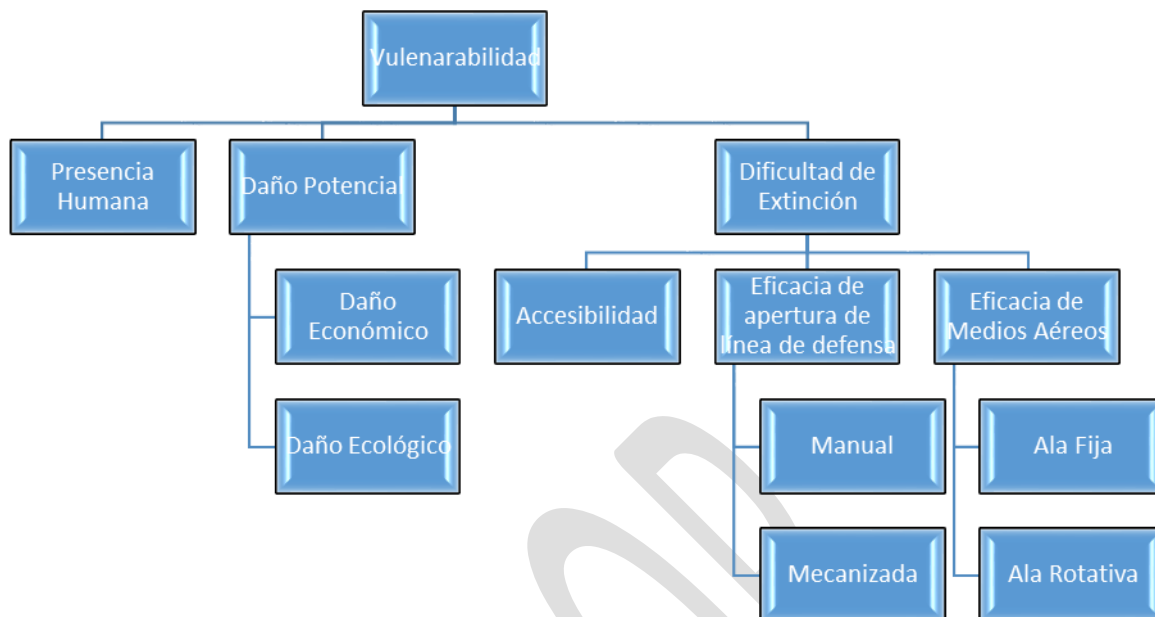 Vulenarabilidad
Presencia
Humana
Daño Potencial
Dificultad de
Extinción
Daño
Económico
Daño Ecológico
Accesibilidad
Eficacia de
apertura de
línea de defensa
Manual
Mecanizada
Eficacia de
Medios Aéreos
Ala Fija
Ala Rotativa